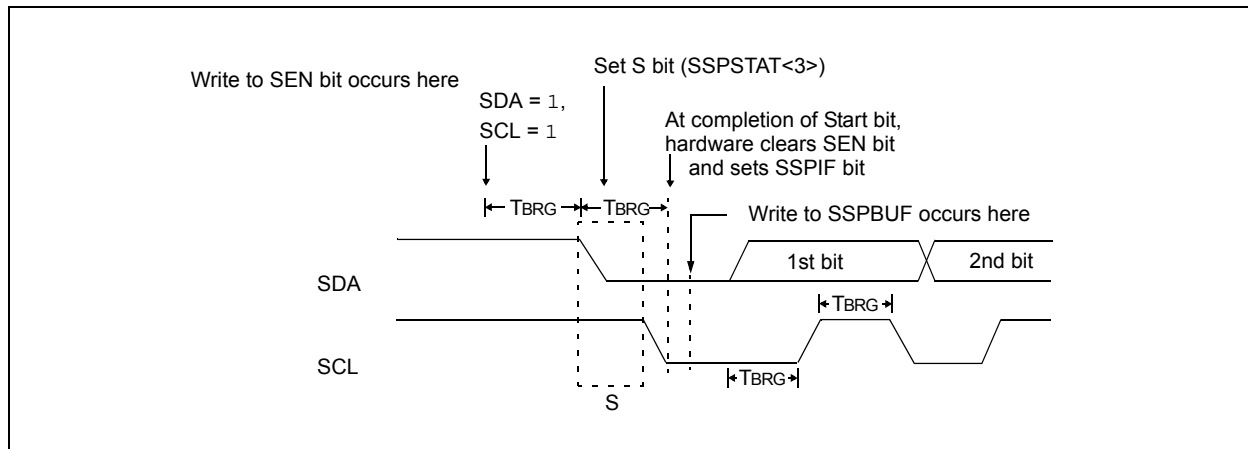 Set S bit (SSPSTAT<3>)
Write to SEN bit occurs here
SDA = 1,
SCL = 1
At completion of Start bit,
hardware clears SEN bit
and sets SSPIF bit
TBRG
TBRG
Write to SSPBUF occurs here
SDA
1st bit
2nd bit
TBRG
SCL
TBRG
S